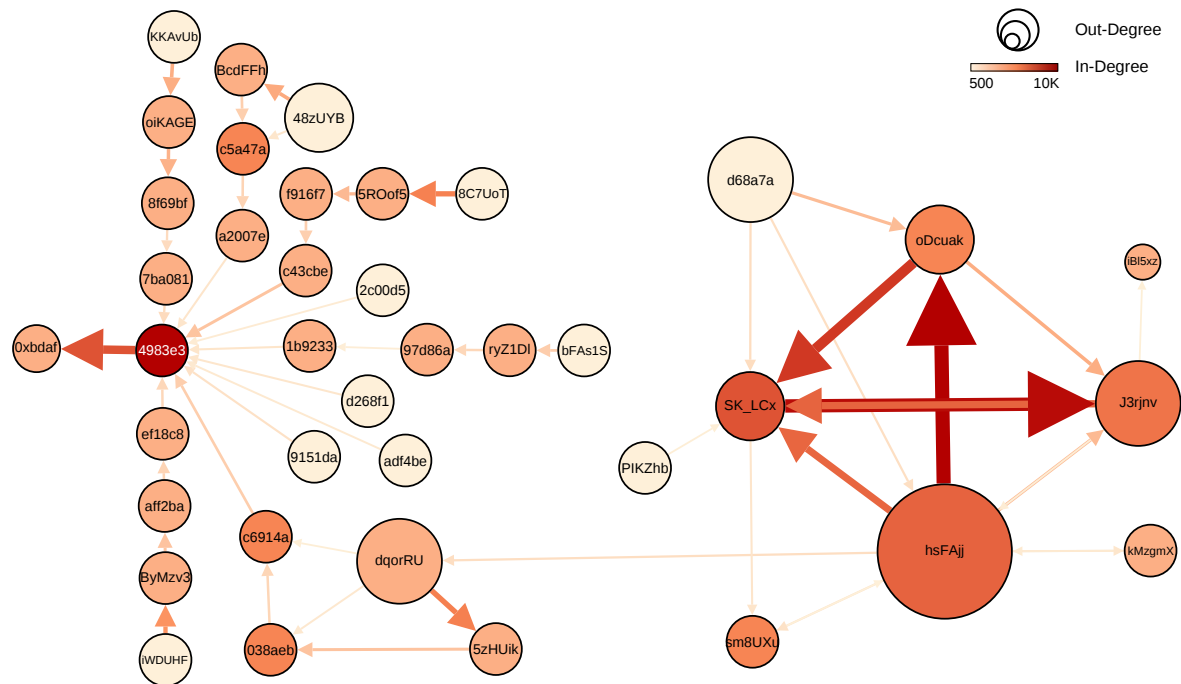 KKAvUb
Out-Degree
In-Degree
500 10K
BcdFFh
48zUYB
oiKAGE
c5a47a
8f69bf
f916f7
5ROof5
8C7UoT
d68a7a
a2007e
oDcuak
7ba081
c43cbe
2c00d5
iBI5xz
0xbdaf
4983e3
1b9233
97d86a
ryZ1DI
bFAs1S
d268f1
SK_LCx
J3rjnv
ef18c8
9151da
adf4be
PIKZhb
aff2ba
c6914a
dqorRU
hsFAjj
kMzgmX
ByMzv3
038aeb
5zHUik
sm8UXu
iWDUHF